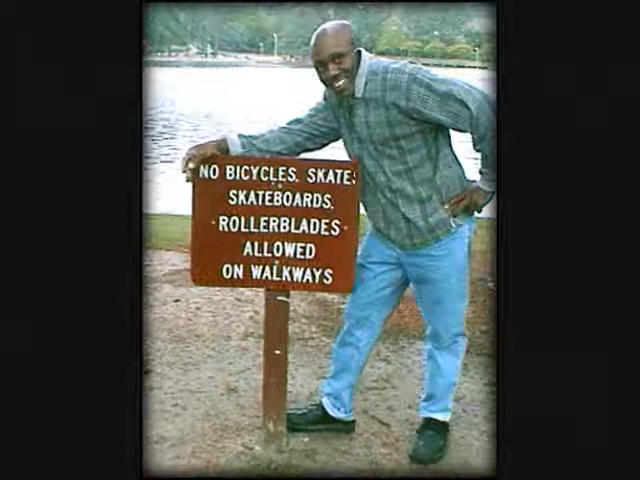 NO BICYCLES. SKATES
SKATEBOARDS.
ROLLERBLADES
ALLOWED
ON WALKWAYS